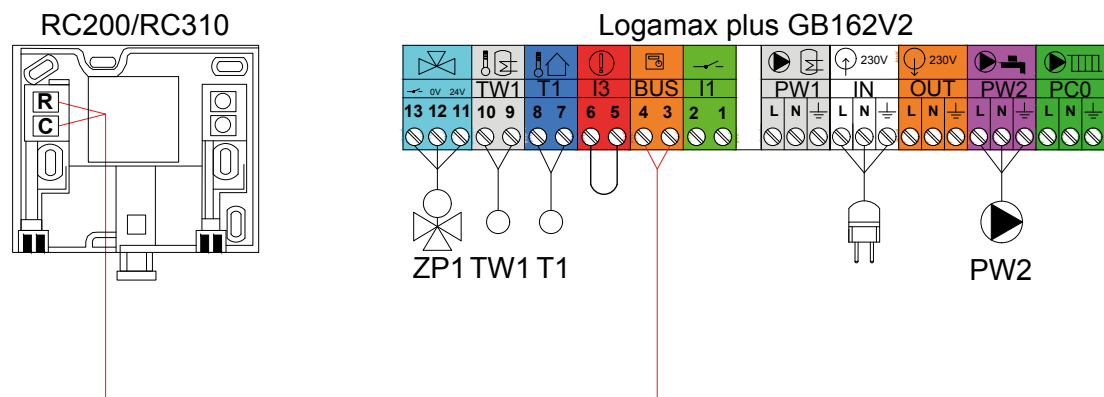 RC200/RC310
Logamax plus GB162V2
R
C
230V 230V
0V 24V TW1 T1 I3 BUS I1 PW1 IN OUT PW2 PC0
13 12 11 10 9 8 7 6 5 4 3 2 1 L N L N L N L N L N
ZP1 TW1 T1
PW2